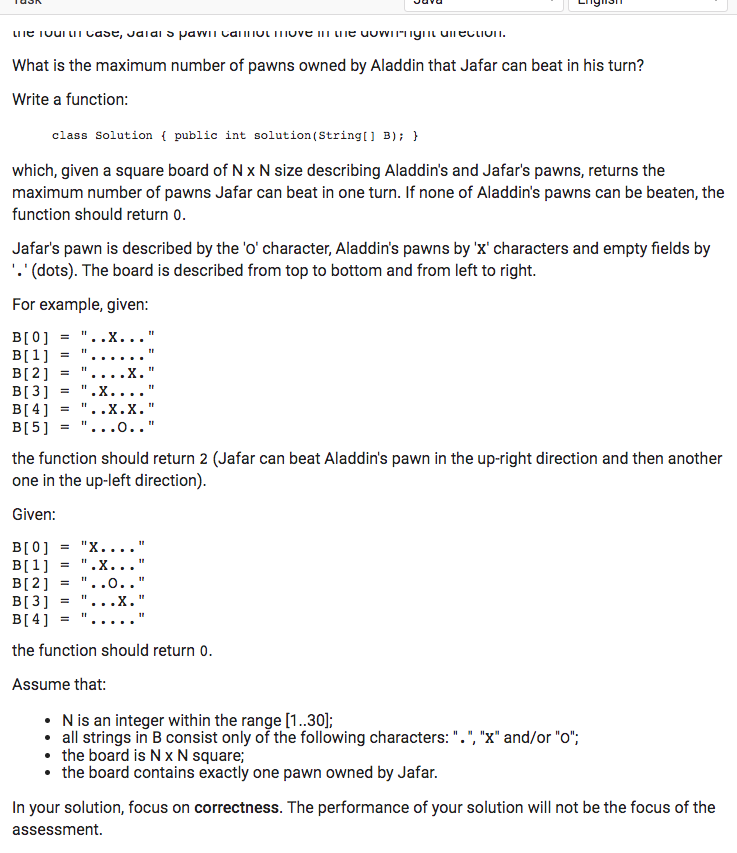 Task
Java
English
the fourth case, Jafar's pawn cannot move in the down-right direction.
What is the maximum number of pawns owned by Aladdin that Jafar can beat in his turn?
Write a function:
class Solution { public int solution(String[] B); }
which, given a square board of N x N size describing Aladdin's and Jafar's pawns, returns the
maximum number of pawns Jafar can beat in one turn. If none of Aladdin's pawns can be beaten, the
function should return 0.
Jafar's pawn is described by the 'O' character, Aladdin's pawns by 'X' characters and empty fields by
'.' (dots). The board is described from top to bottom and from left to right.
For example, given:
B[0] = "..X..."
B[1] = "......"
B[2] = "....X."
B[3] = ".X...."
B[4] = "..X.X."
B[5] = "...O.."
the function should return 2 (Jafar can beat Aladdin's pawn in the up-right direction and then another
one in the up-left direction).
Given:
B[0] = "X...."
B[1] = ".X..."
B[2] = "..O.."
B[3] = "...X."
B[4] = "....."
the function should return 0.
Assume that:
• N is an integer within the range [1..30];
• all strings in B consist only of the following characters: ".", "X" and/or "O";
• the board is N x N square;
• the board contains exactly one pawn owned by Jafar.
In your solution, focus on correctness. The performance of your solution will not be the focus of the
assessment.